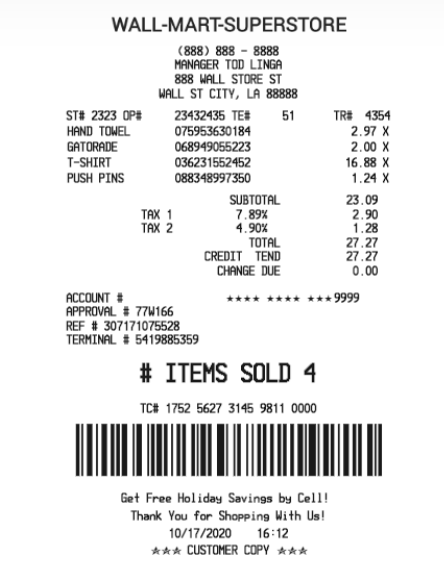 WALL-MART-SUPERSTORE
(888) 888 - 8888
MANAGER TOD LINGA
888 WALL STORE ST
WALL ST CITY, LA 88888
ST# 2323 OP# 23432435 TE# 51 TR# 4354
HAND TOWEL 075953630184 2.97 X
GATORADE 068949055223 2.00 X
T-SHIRT 036231552452 16.88 X
PUSH PINS 088348997350 1.24 X
SUBTOTAL 23.09
TAX 1 7.89% 2.90
TAX 2 4.90% 1.28
TOTAL 27.27
CREDIT TEND 27.27
CHANGE DUE 0.00
ACCOUNT # **** **** ***9999
APPROVAL # 77W166
REF # 307171075528
TERMINAL # 5419885359
# ITEMS SOLD 4
TC# 1752 5627 3145 9811 0000
Get Free Holiday Savings by Cell!
Thank You for Shopping With Us!
10/17/2020 16:12
*** CUSTOMER COPY ***